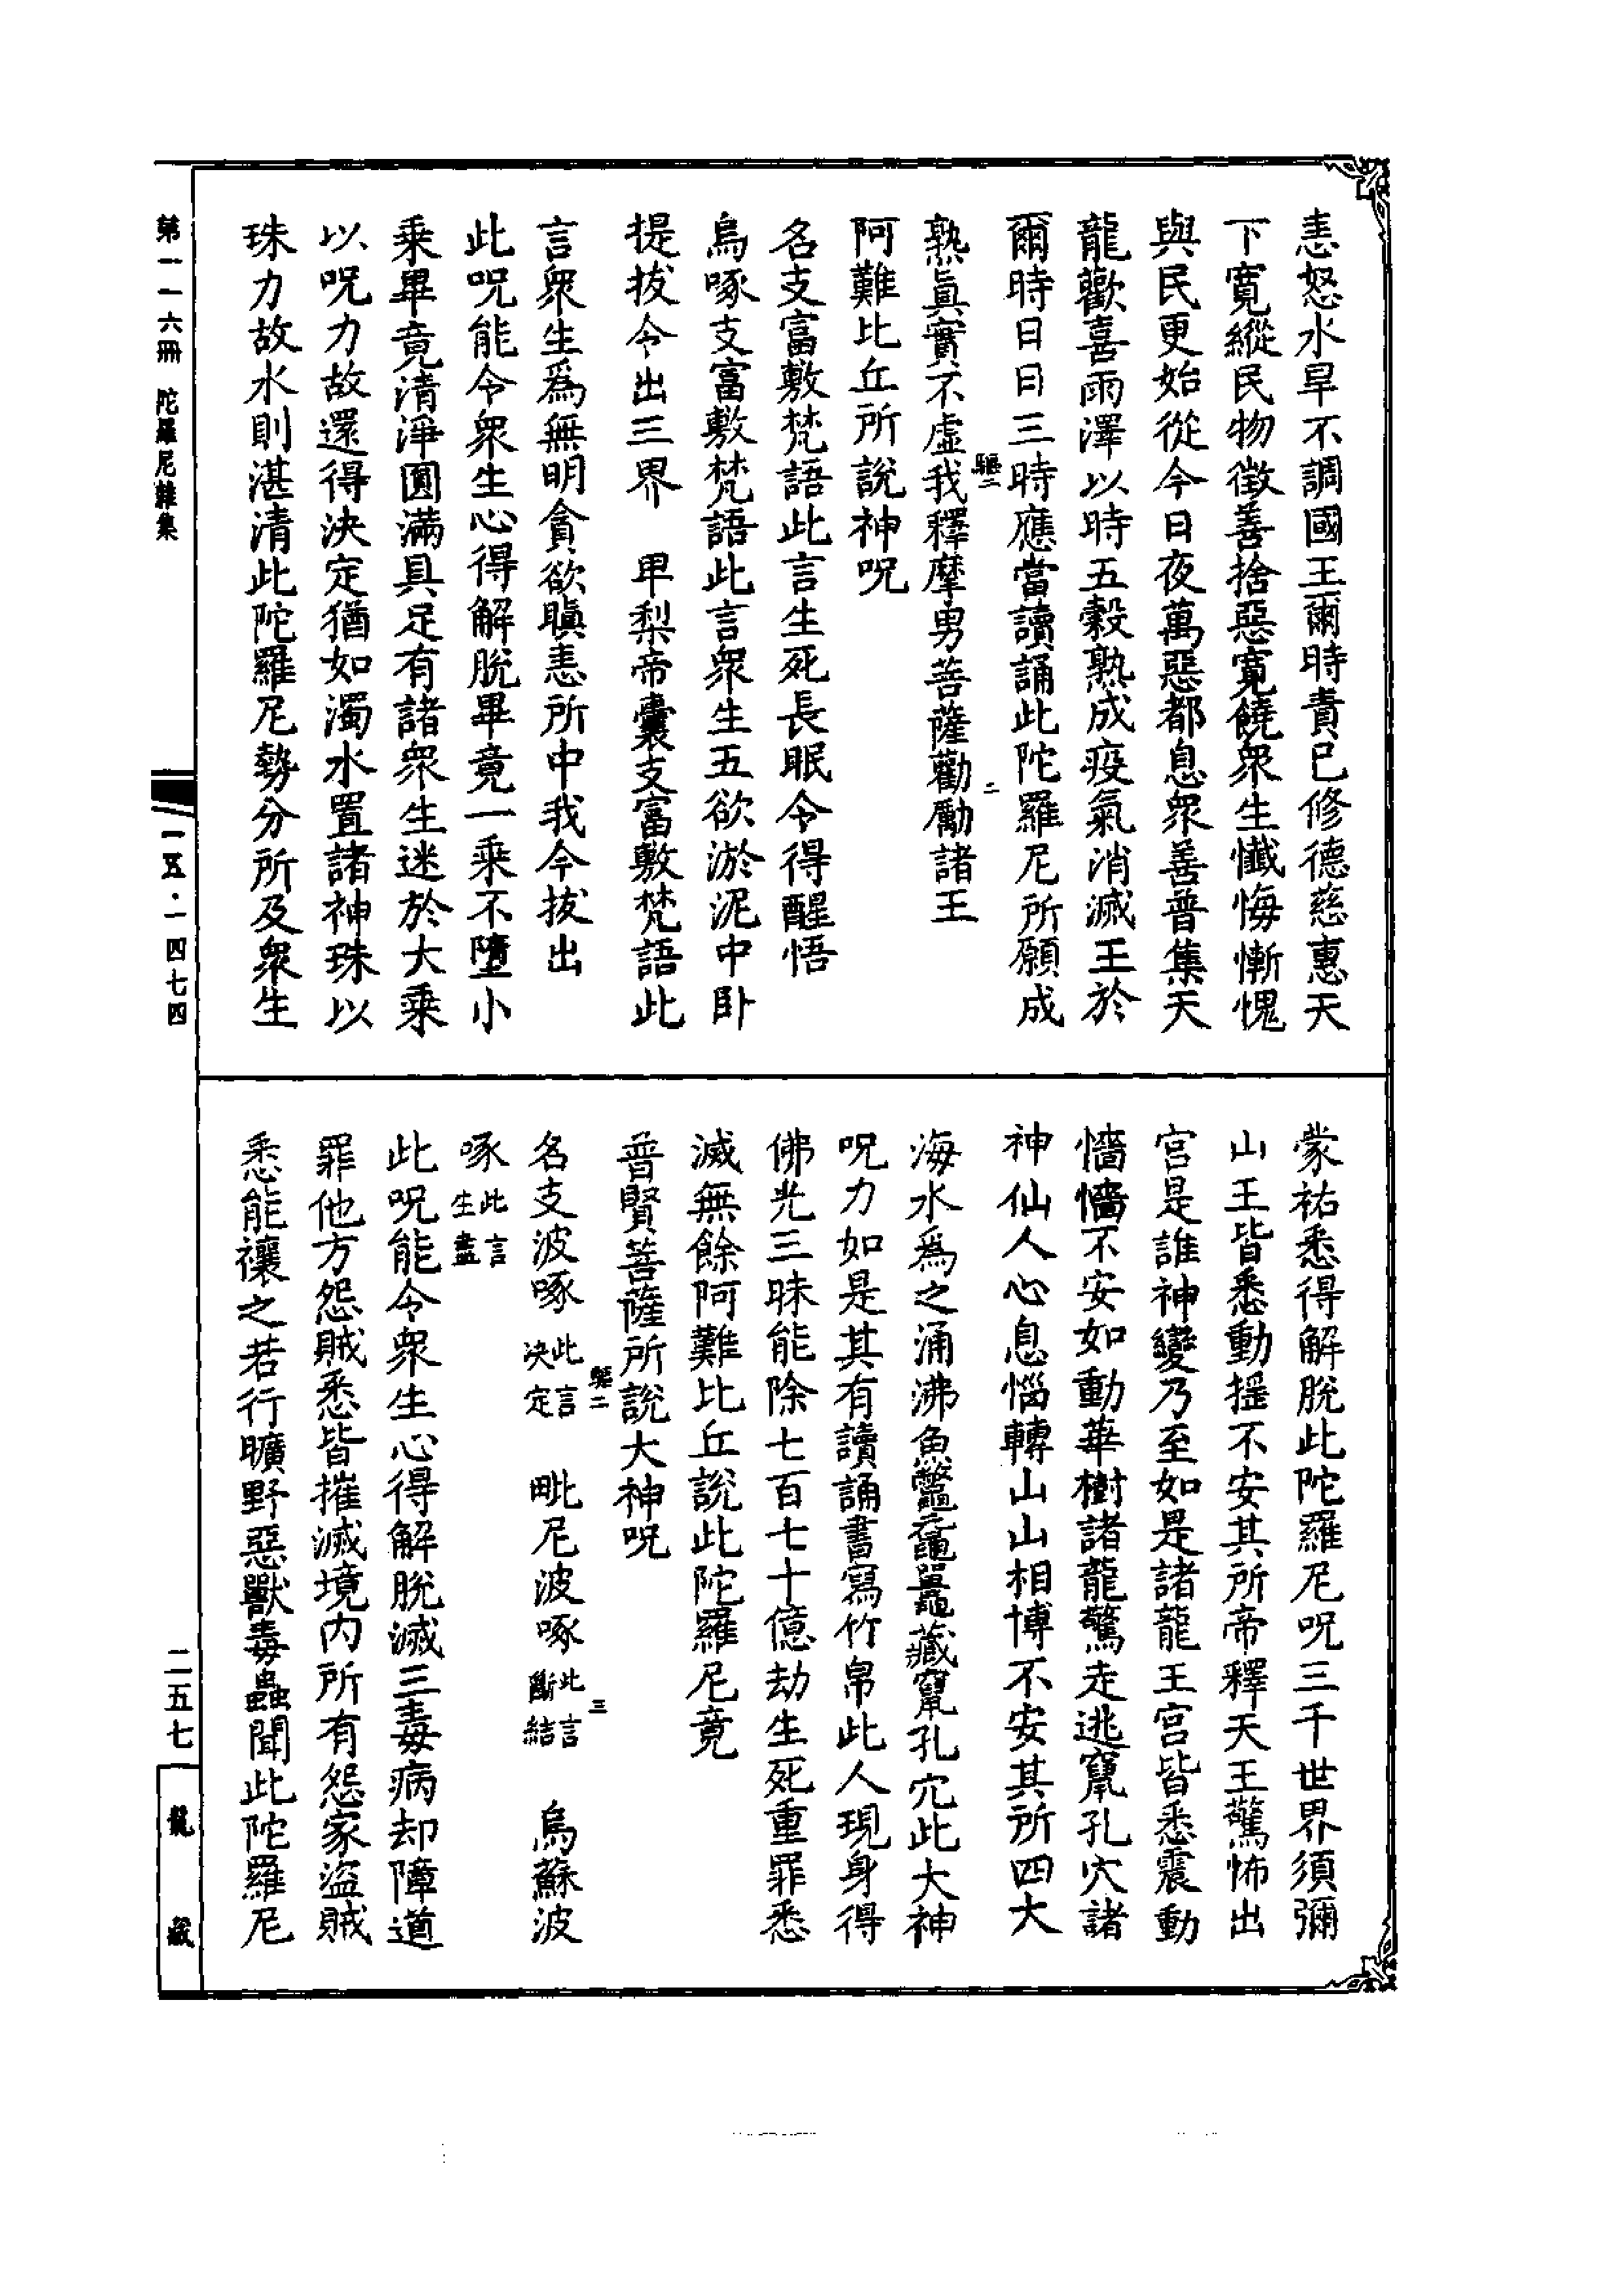 恚怒水旱不調國王爾時責已修德慈惠天
下寬縱民物徵善捨惡寬饒衆生懺悔慚愧
與民更始從今日夜萬惡都息衆善普集天
龍歡喜雨澤以時五穀熟成疫氣消滅王於
爾時日日三時應當讀誦此陀羅尼所願成
熟眞實不虛我釋摩勇菩薩勸勵諸王
驅二
二
阿難比丘所說神呪
名支富敷梵語此言生死長眠令得醒悟
烏啄支富敷梵語此言衆生五欲淤泥中卧
提拔令出三界　甲梨帝囊支富敷梵語此
言衆生爲無明貪欲瞋恚所中我今拔出
此呪能令衆生心得解脫畢竟一乘不墮小
乘畢竟清淨圓滿具足有諸衆生迷於大乘
以呪力故還得決定猶如濁水置諸神珠以
珠力故水則湛清此陀羅尼勢分所及衆生
蒙祐悉得解脫此陀羅尼呪三千世界須彌
山王皆悉動搖不安其所帝釋天王驚怖出
宮是誰神變乃至如是諸龍王宮皆悉震動
憣憣不安如動華樹諸龍驚走逃竄孔穴諸
神仙人心息惱轉山山相博不安其所四大
海水爲之涌沸魚鼈黿鼉藏竄孔穴此大神
呪力如是其有讀誦書寫竹帛此人現身得
佛光三昧能除七百七十億劫生死重罪悉
滅無餘阿難比丘說此陀羅尼竟
普賢菩薩所說大神呪
驅二
三
名支波啄此言決定　毗尼波啄此言斷結　烏蘇波
啄此言生盡
此呪能令衆生心得解脫滅三毒病却障道
罪他方怨賊悉皆摧滅境内所有怨家盜賊
悉能禳之若行曠野惡獸毒蟲聞此陀羅尼
第一一六冊　陀羅尼雜集
一五·一四七四
二五七
龍藏